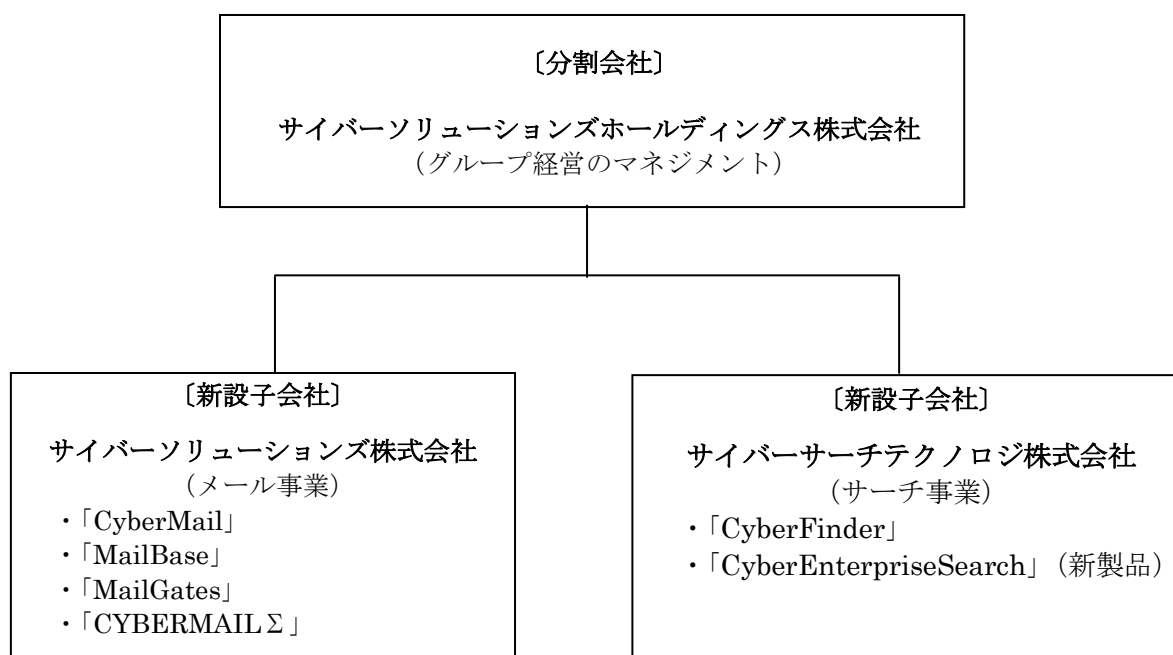 〔分割会社〕
サイバーソリューションズホールディングス株式会社
（グループ経営のマネジメント）
〔新設子会社〕
サイバーソリューションズ株式会社
（メール事業）
・「CyberMail」
・「MailBase」
・「MailGates」
・「CYBERMAILΣ」
〔新設子会社〕
サイバーサーチテクノロジ株式会社
（サーチ事業）
・「CyberFinder」
・「CyberEnterpriseSearch」（新製品）